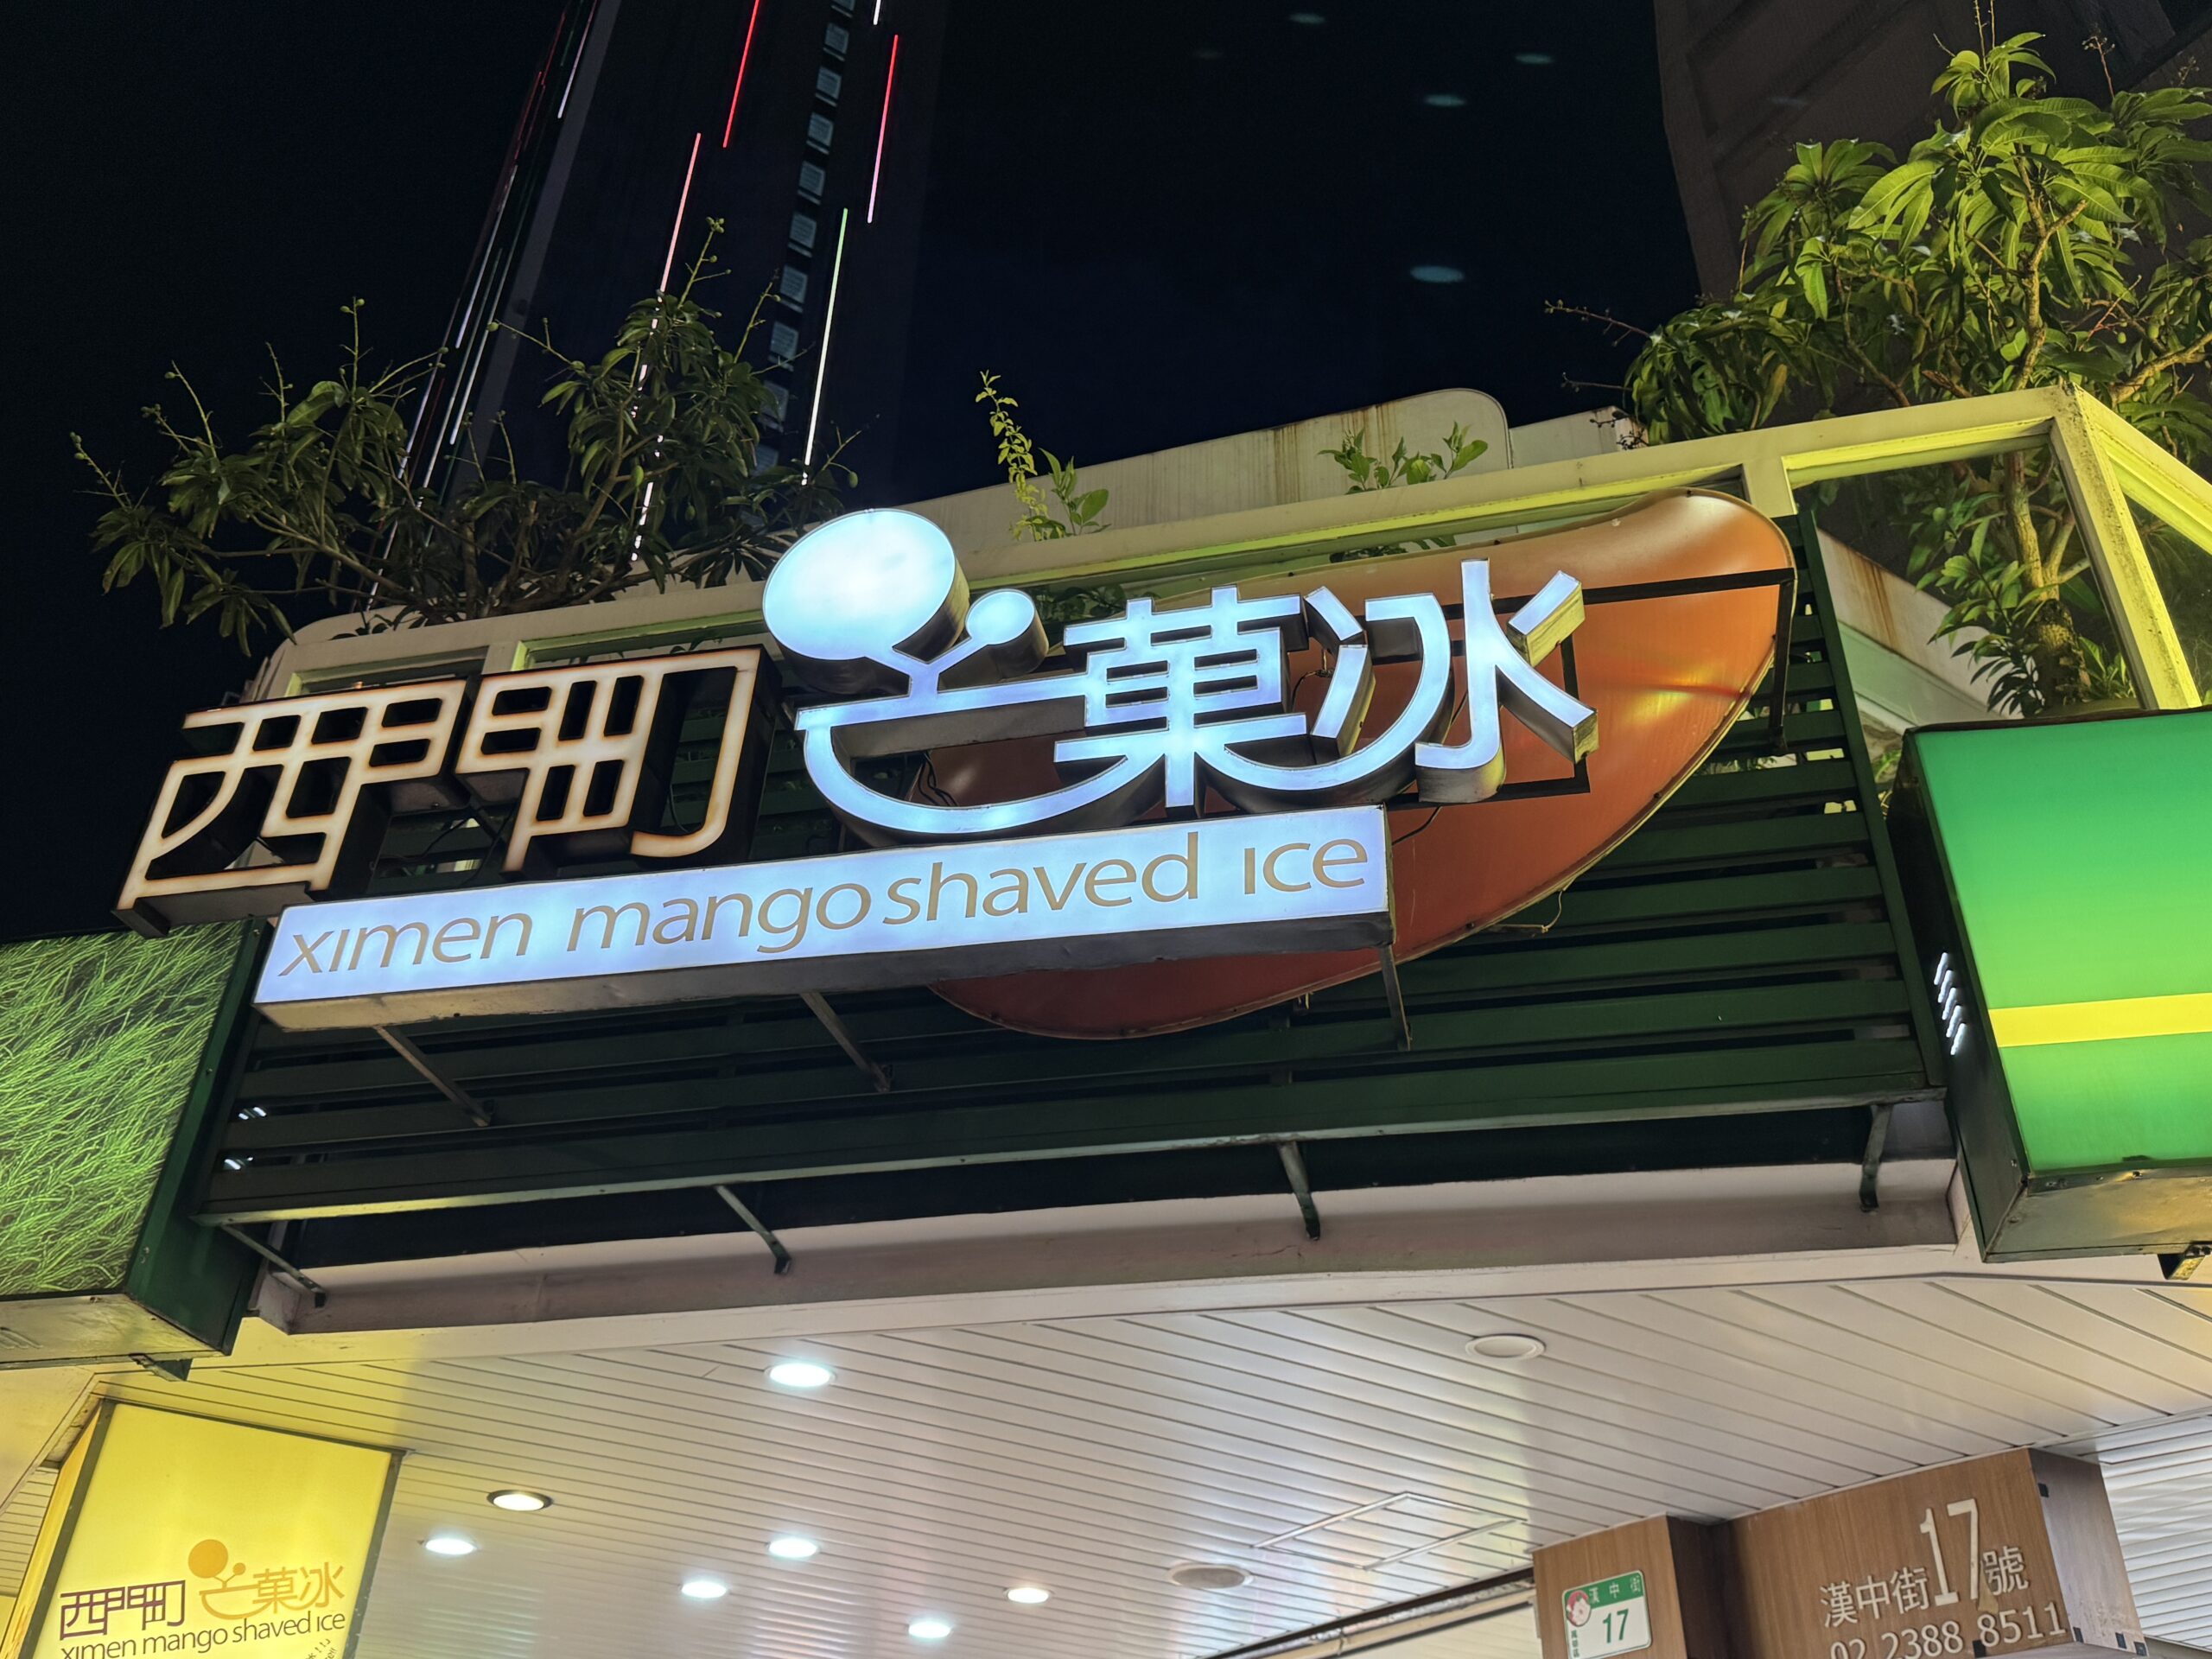 西門町芒菓冰
ximen mango shaved ice
西門町芒菓冰
ximen mango shaved ice
漢中街
17
漢中街17號
02 2388 8511